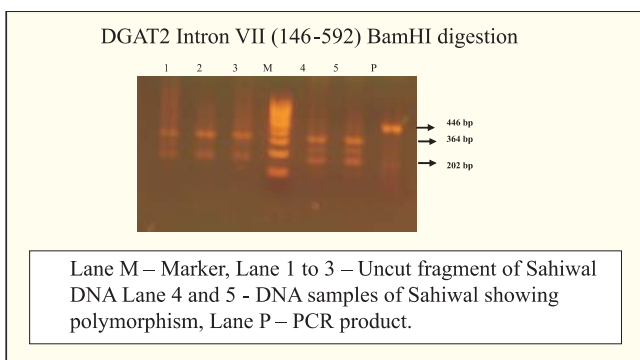 DGAT2 Intron VII (146-592) BamHI digestion
1 2 3 M 4 5 P
446 bp
364 bp
202 bp
Lane M – Marker, Lane 1 to 3 – Uncut fragment of Sahiwal
DNA Lane 4 and 5 - DNA samples of Sahiwal showing
polymorphism, Lane P – PCR product.